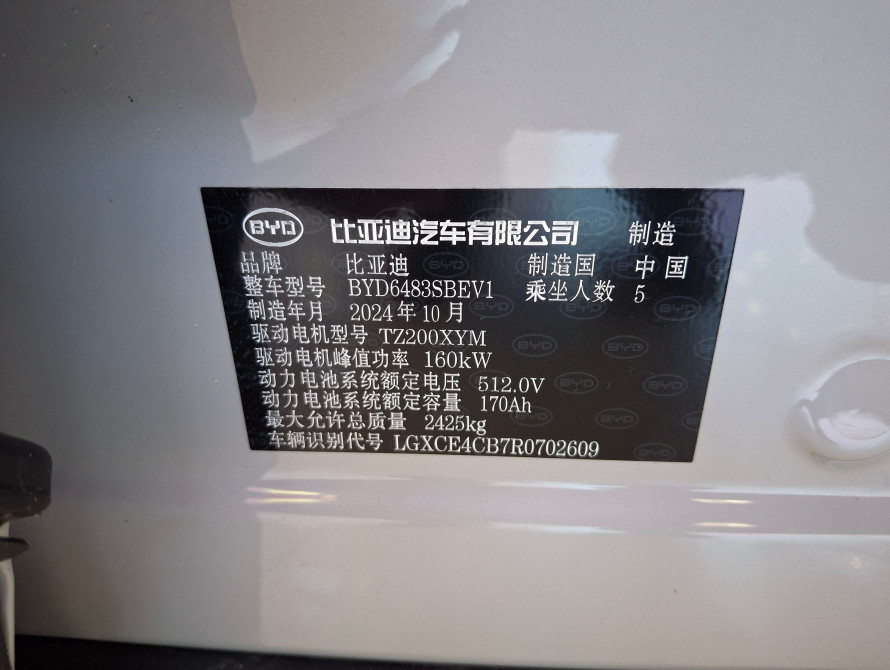 BYD 比亚迪汽车有限公司 制造
品牌 比亚迪 制造国 中国
整车型号 BYD6483SBEV1 乘坐人数 5
制造年月 2024年10月
驱动电机型号 TZ200XYM
驱动电机峰值功率 160kW
动力电池系统额定电压 512.0V
动力电池系统额定容量 170Ah
最大允许总质量 2425kg
车辆识别代号 LGXCE4CB7R0702609